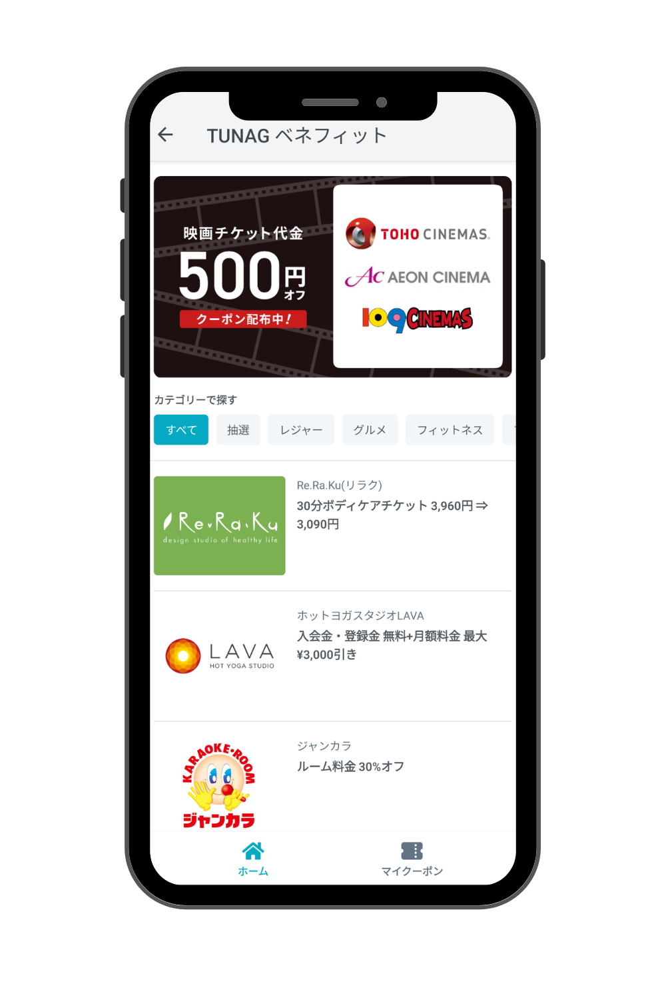 TUNAG ベネフィット
映画チケット代金
500円オフ
クーポン配布中!
TOHO CINEMAS
AC AEON CINEMA
109CINEMAS
カテゴリーで探す
すべて 抽選 レジャー グルメ フィットネス
Re.Ra.Ku
design studio of healthy life
Re.Ra.Ku(リラク)
30分ボディケアチケット 3,960円⇒
3,090円
LAVA
HOT YOGA STUDIO
ホットヨガスタジオLAVA
入会金・登録金 無料+月額料金 最大
¥3,000引き
KARAOKE・ROOM
ジャンカラ
ジャンカラ
ルーム料金 30%オフ
ホーム マイクーポン